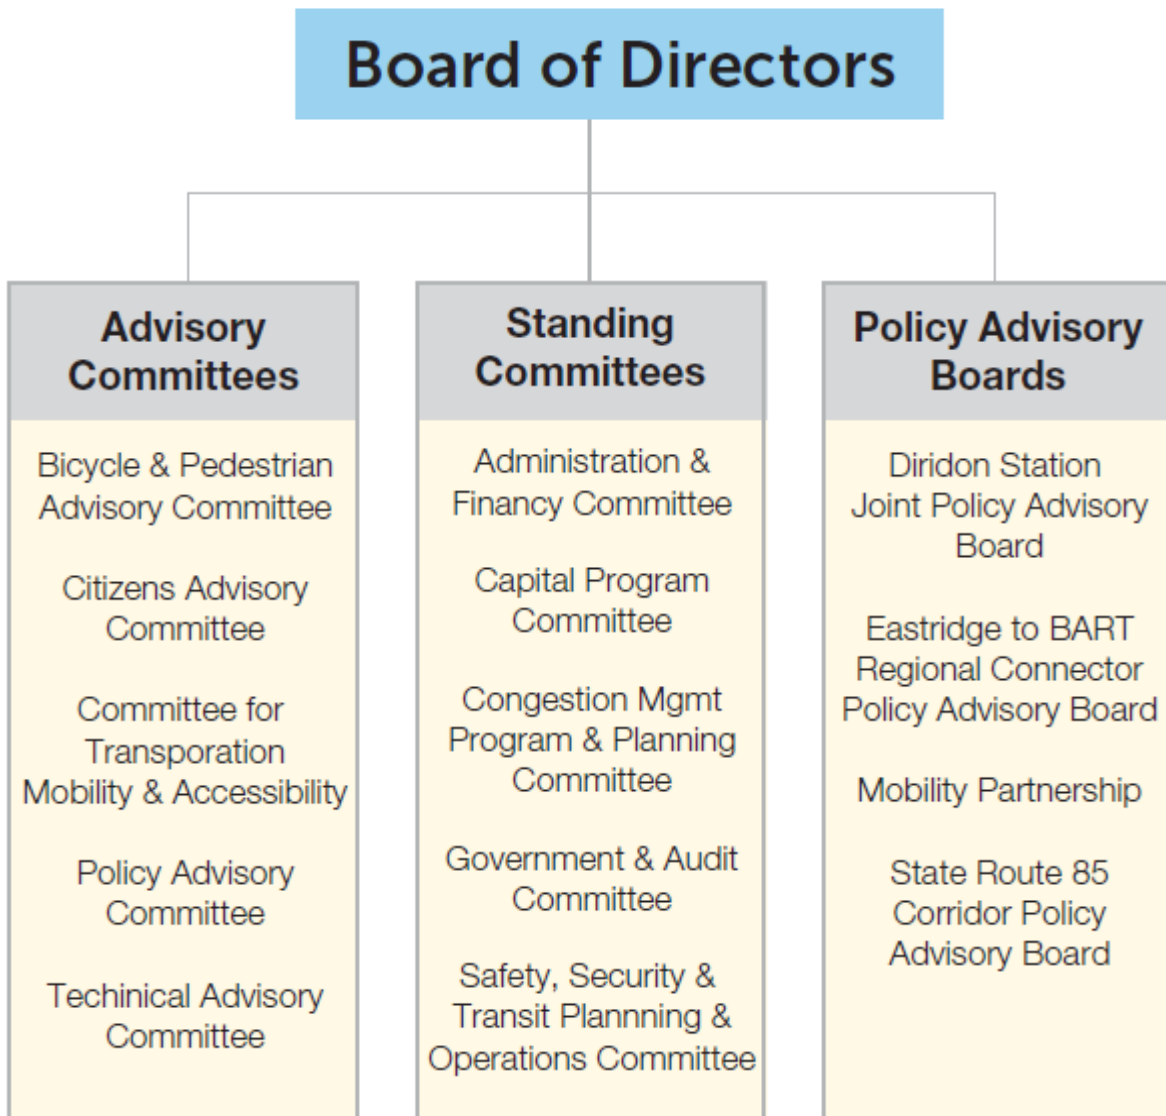 Board of Directors
Advisory
Committees
Bicycle & Pedestrian
Advisory Committee
Citizens Advisory
Committee
Committee for
Transporation
Mobility & Accessibility
Policy Advisory
Committee
Techinical Advisory
Committee
Standing
Committees
Administration &
Financy Committee
Capital Program
Committee
Congestion Mgmt
Program & Planning
Committee
Government & Audit
Committee
Safety, Security &
Transit Plannning &
Operations Committee
Policy Advisory
Boards
Diridon Station
Joint Policy Advisory
Board
Eastridge to BART
Regional Connector
Policy Advisory Board
Mobility Partnership
State Route 85
Corridor Policy
Advisory Board